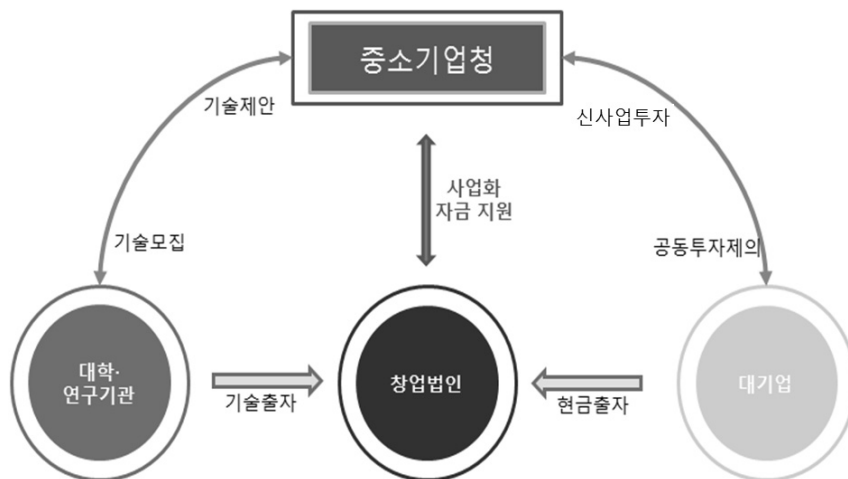 중소기업청
기술제안
신사업투자
사업화
자금 지원
기술모집
공동투자제의
대학·
연구기관
창업법인
대기업
기술출자
현금출자